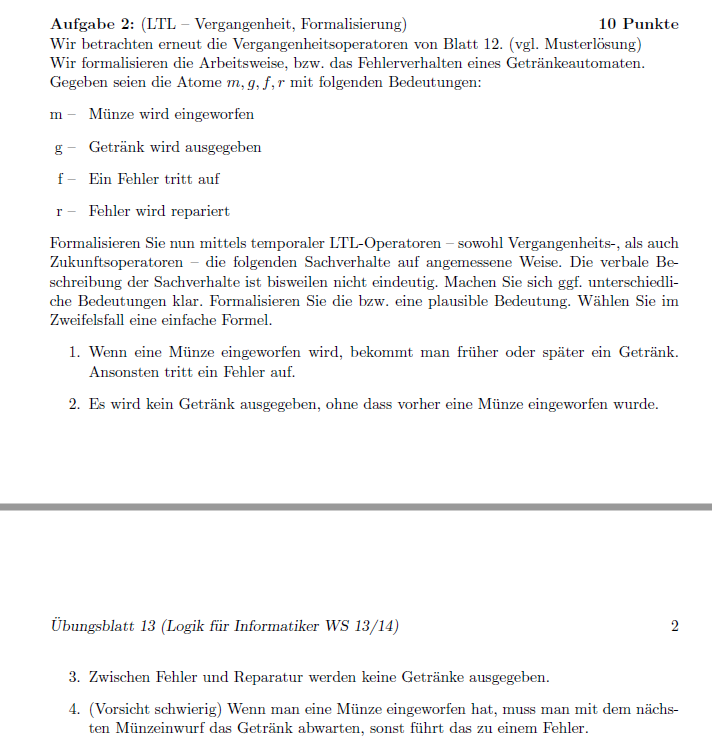 Aufgabe 2: (LTL – Vergangenheit, Formalisierung) 10 Punkte
Wir betrachten erneut die Vergangenheitsoperatoren von Blatt 12. (vgl. Musterlösung)
Wir formalisieren die Arbeitsweise, bzw. das Fehlerverhalten eines Getränkeautomaten.
Gegeben seien die Atome m, g, f, r mit folgenden Bedeutungen:
m – Münze wird eingeworfen
g – Getränk wird ausgegeben
f – Ein Fehler tritt auf
r – Fehler wird repariert
Formalisieren Sie nun mittels temporaler LTL-Operatoren – sowohl Vergangenheits-, als auch
Zukunftsoperatoren – die folgenden Sachverhalte auf angemessene Weise. Die verbale Be-
schreibung der Sachverhalte ist bisweilen nicht eindeutig. Machen Sie sich ggf. unterschiedli-
che Bedeutungen klar. Formalisieren Sie die bzw. eine plausible Bedeutung. Wählen Sie im
Zweifelsfall eine einfache Formel.
1. Wenn eine Münze eingeworfen wird, bekommt man früher oder später ein Getränk.
Ansonsten tritt ein Fehler auf.
2. Es wird kein Getränk ausgegeben, ohne dass vorher eine Münze eingeworfen wurde.
Übungsblatt 13 (Logik für Informatiker WS 13/14) 2
3. Zwischen Fehler und Reparatur werden keine Getränke ausgegeben.
4. (Vorsicht schwierig) Wenn man eine Münze eingeworfen hat, muss man mit dem nächs-
ten Münzeinwurf das Getränk abwarten, sonst führt das zu einem Fehler.